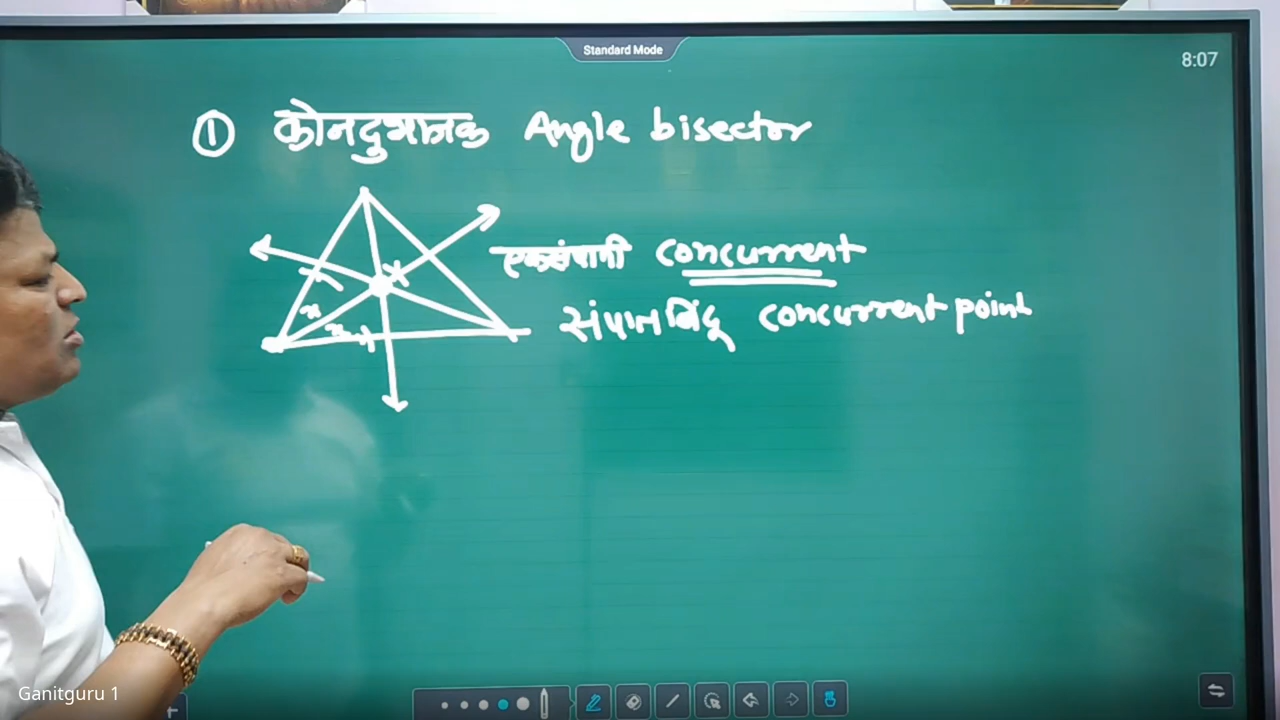 Standard Mode
8:07
① कोनदुभाजक Angle bisector
एकसंपाती concurrent
संपातबिंदू concurrent point
x
x
Ganitguru 1